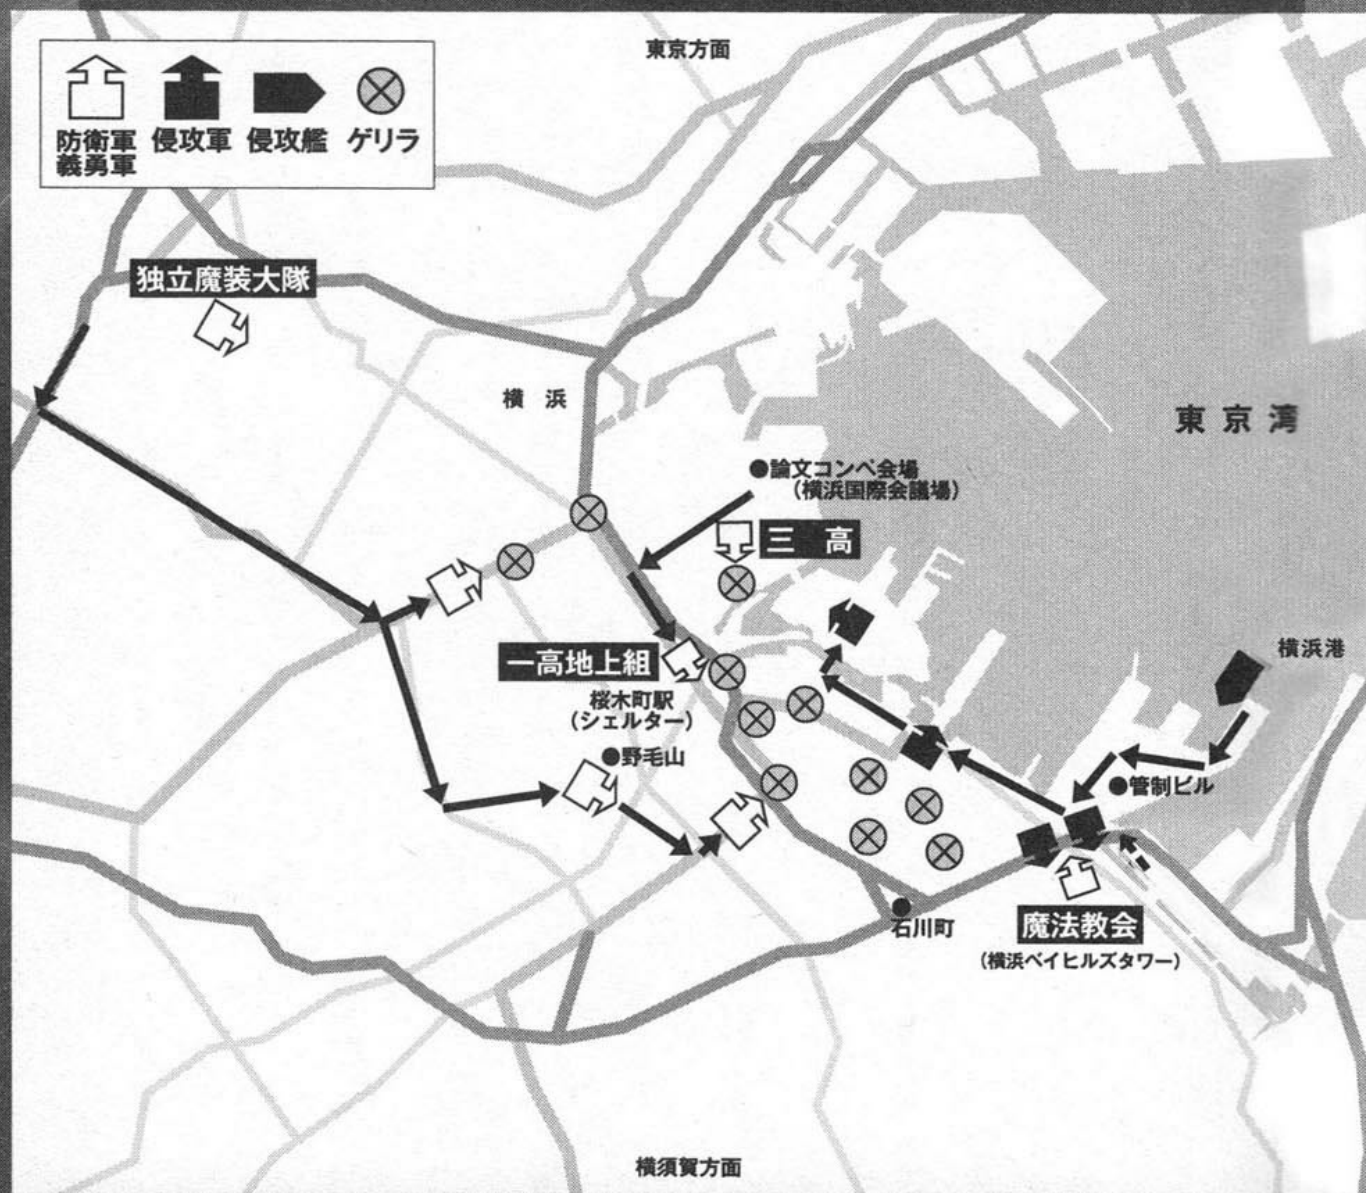 防衛軍
義勇軍
侵攻軍
侵攻艦
ゲリラ
東京方面
独立魔装大隊
横浜
東京湾
●論文コンペ会場
（横浜国際会議場）
三高
一高地上組
桜木町駅
（シェルター）
●野毛山
横浜港
●管制ビル
石川町
魔法教会
（横浜ベイヒルズタワー）
横須賀方面